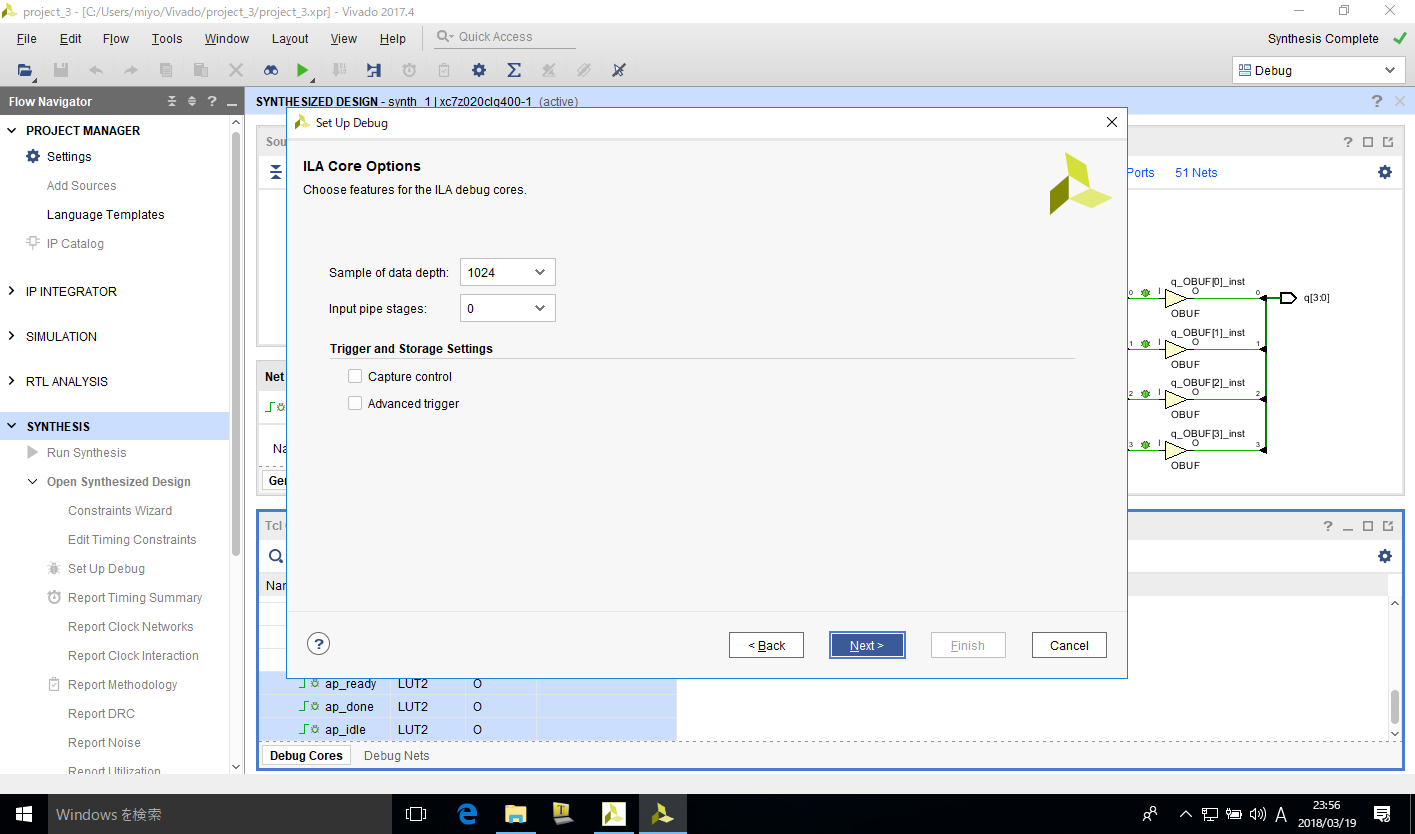 project_3 - [C:/Users/miyo/Vivado/project_3/project_3.xpr] - Vivado 2017.4
File Edit Flow Tools Window Layout View Help Quick Access
Synthesis Complete
Debug
Flow Navigator
SYNTHESIZED DESIGN - synth_1 | xc7z020clg400-1 (active)
PROJECT MANAGER
Settings
Add Sources
Language Templates
IP Catalog
IP INTEGRATOR
SIMULATION
RTL ANALYSIS
SYNTHESIS
Run Synthesis
Open Synthesized Design
Constraints Wizard
Edit Timing Constraints
Set Up Debug
Report Timing Summary
Report Clock Networks
Report Clock Interaction
Report Methodology
Report DRC
Report Noise
Report Utilization
Set Up Debug
ILA Core Options
Choose features for the ILA debug cores.
Sample of data depth: 1024
Input pipe stages: 0
Trigger and Storage Settings
Capture control
Advanced trigger
?
< Back Next > Finish Cancel
Ports 51 Nets
q_OBUF[0]_inst
0 I O 0
OBUF
q[3:0]
q_OBUF[1]_inst
1 I O 1
OBUF
q_OBUF[2]_inst
2 I O 2
OBUF
q_OBUF[3]_inst
3 I O 3
OBUF
Net
Tcl
ap_ready LUT2 O
ap_done LUT2 O
ap_idle LUT2 O
Debug Cores Debug Nets
Windows を検索
A
23:56
2018/03/19